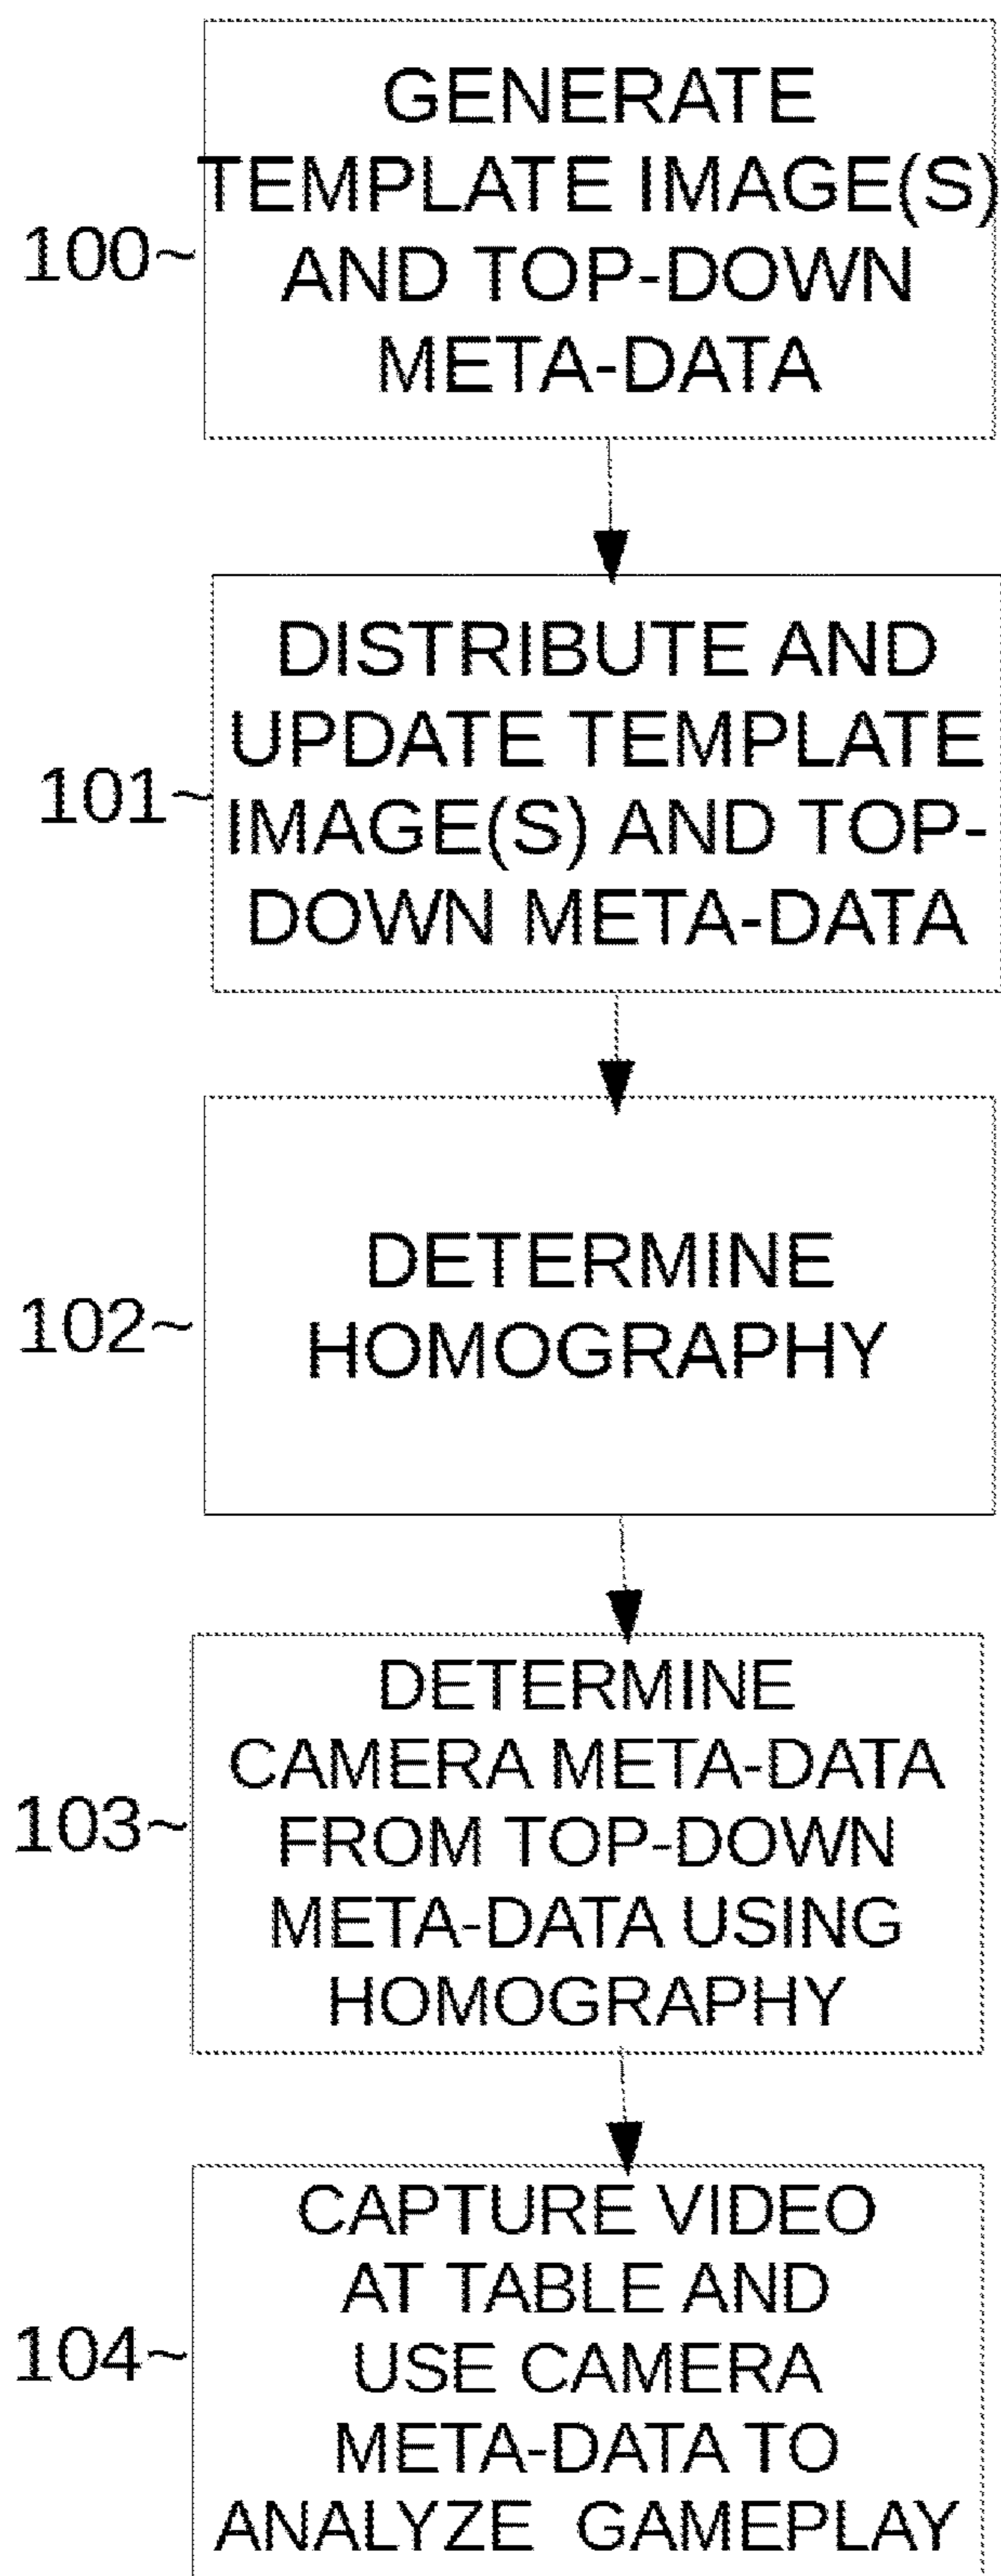 GENERATE
TEMPLATE IMAGE(S)
100~
AND TOP-DOWN
META-DATA
DISTRIBUTE AND
UPDATE TEMPLATE
101~
IMAGE(S) AND TOP-
DOWN META-DATA
DETERMINE
102~
HOMOGRAPHY
DETERMINE
CAMERA META-DATA
103~
FROM TOP-DOWN
META-DATA USING
HOMOGRAPHY
CAPTURE VIDEO
AT TABLE AND
104~
USE CAMERA
META-DATA TO
ANALYZE GAMEPLAY